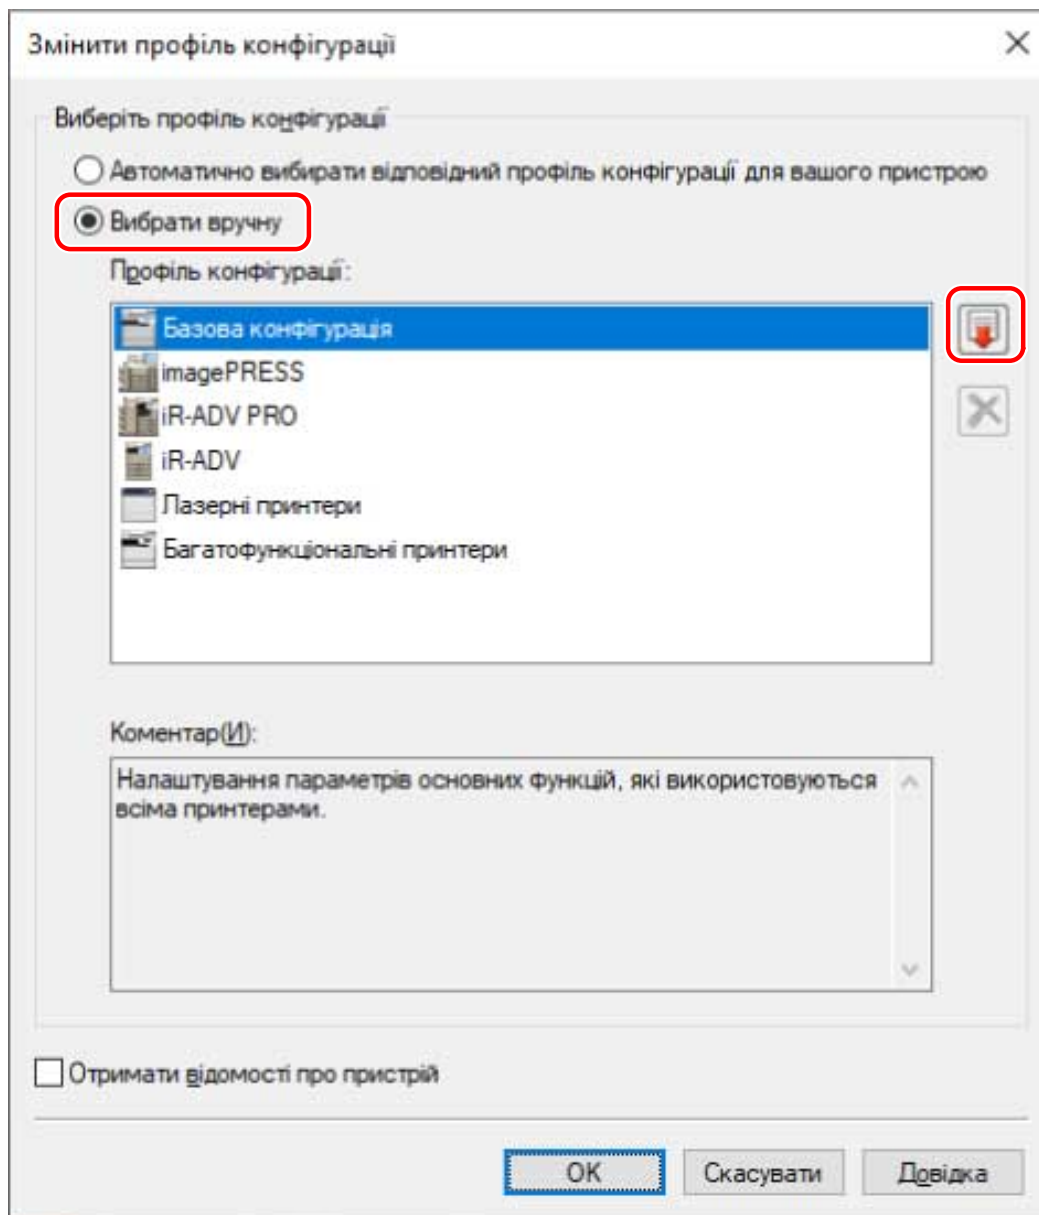 Змінити профіль конфігурації
Виберіть профіль конфігурації
Автоматично вибирати відповідний профіль конфігурації для вашого пристрою
Вибрати вручну
Профіль конфігурації:
Базова конфігурація
imagePRESS
iR-ADV PRO
iR-ADV
Лазерні принтери
Багатофункціональні принтери
Коментар(И):
Налаштування параметрів основних функцій, які використовуються
всіма принтерами.
Отримати відомості про пристрій
OK
Скасувати
Довідка